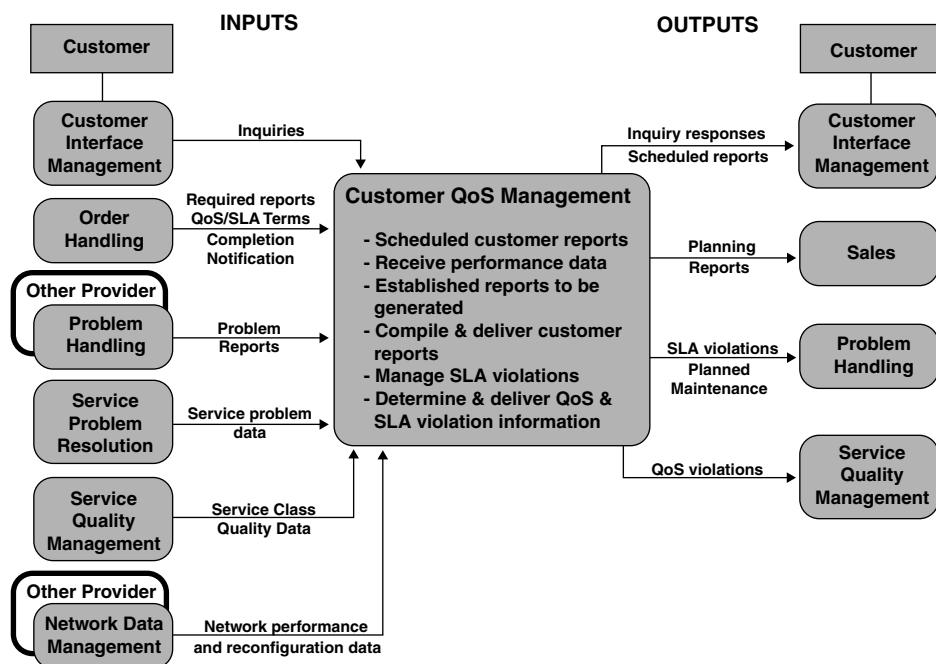 INPUTS
OUTPUTS
Customer
Customer
Interface
Management
Inquiries
Order
Handling
Required reports
QoS/SLA Terms
Completion
Notification
Other Provider
Problem
Handling
Problem
Reports
Service
Problem
Resolution
Service problem
data
Service
Quality
Management
Service Class
Quality Data
Other Provider
Network Data
Management
Network performance
and reconfiguration data
Customer QoS Management
- Scheduled customer reports
- Receive performance data
- Established reports to be
generated
- Compile & deliver customer
reports
- Manage SLA violations
- Determine & deliver QoS &
SLA violation information
Customer
Inquiry responses
Scheduled reports
Customer
Interface
Management
Planning
Reports
Sales
SLA violations
Planned
Maintenance
Problem
Handling
QoS violations
Service
Quality
Management